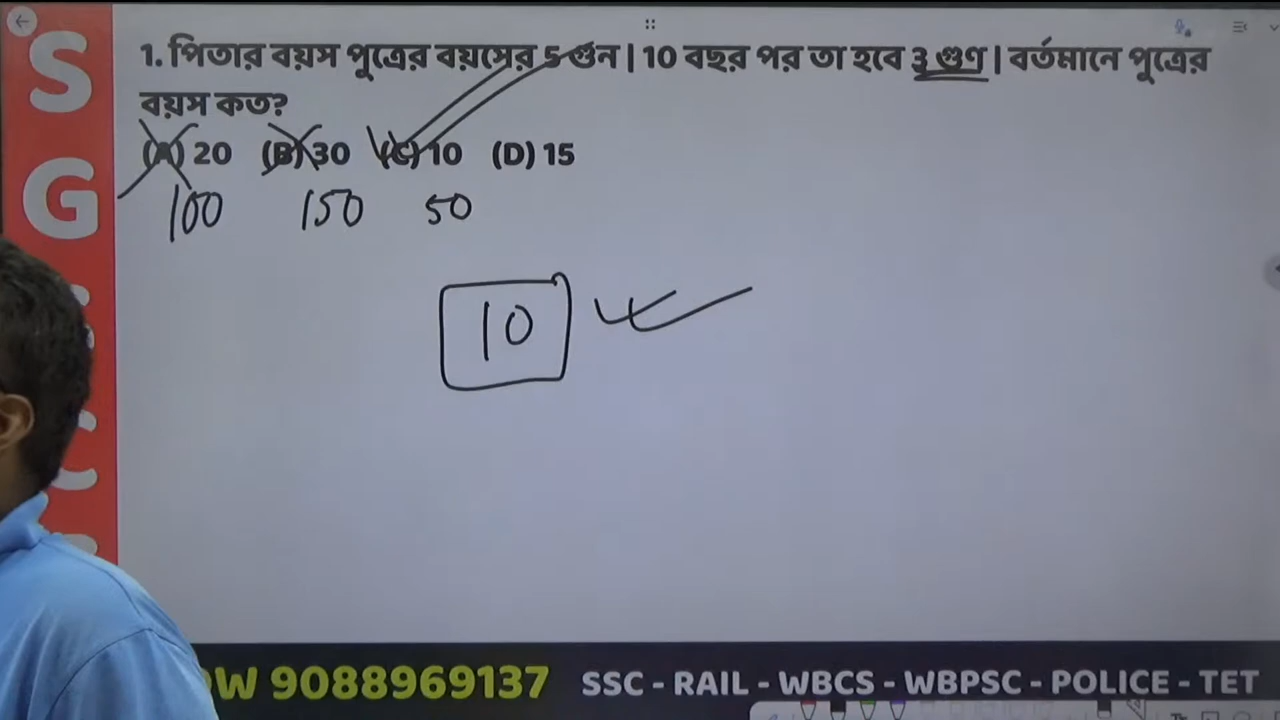 1. পিতার বয়স পুত্রের বয়সের 5 গুন | 10 বছর পর তা হবে 3 গুণ | বর্তমানে পুত্রের
বয়স কত?
(A) 20 (B) 30 (C) 10 (D) 15
100 150 50
10
S
G
OW 9088969137 SSC - RAIL - WBCS - WBPSC - POLICE - TET